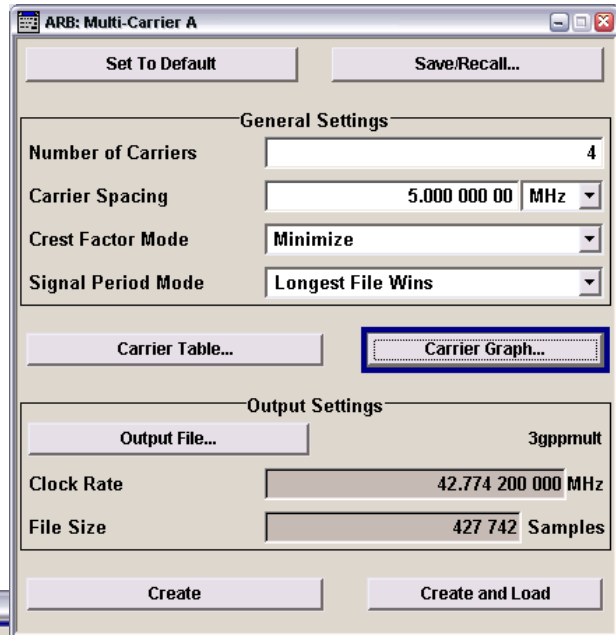 ARB: Multi-Carrier A
Set To Default Save/Recall...
General Settings
Number of Carriers 4
Carrier Spacing 5.000 000 00 MHz
Crest Factor Mode Minimize
Signal Period Mode Longest File Wins
Carrier Table... Carrier Graph...
Output Settings
Output File... 3gppmult
Clock Rate 42.774 200 000 MHz
File Size 427 742 Samples
Create Create and Load